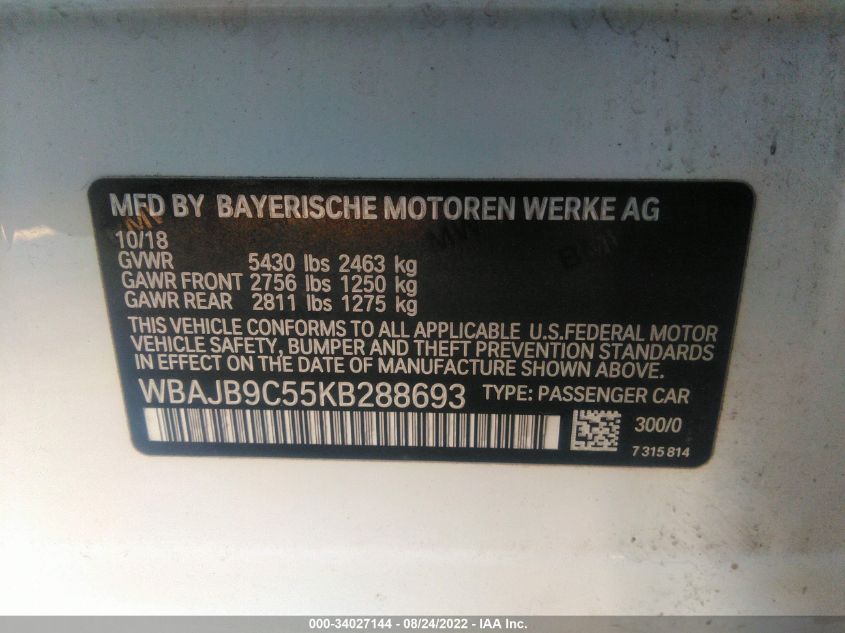 MFD BY BAYERISCHE MOTOREN WERKE AG
10/18
GVWR 5430 lbs 2463 kg
GAWR FRONT 2756 lbs 1250 kg
GAWR REAR 2811 lbs 1275 kg
THIS VEHICLE CONFORMS TO ALL APPLICABLE U.S.FEDERAL MOTOR
VEHICLE SAFETY, BUMPER AND THEFT PREVENTION STANDARDS
IN EFFECT ON THE DATE OF MANUFACTURE SHOWN ABOVE.
WBAJB9C55KB288693 TYPE: PASSENGER CAR
300/0
7 315 814
000-34027144 - 08/24/2022 - IAA Inc.